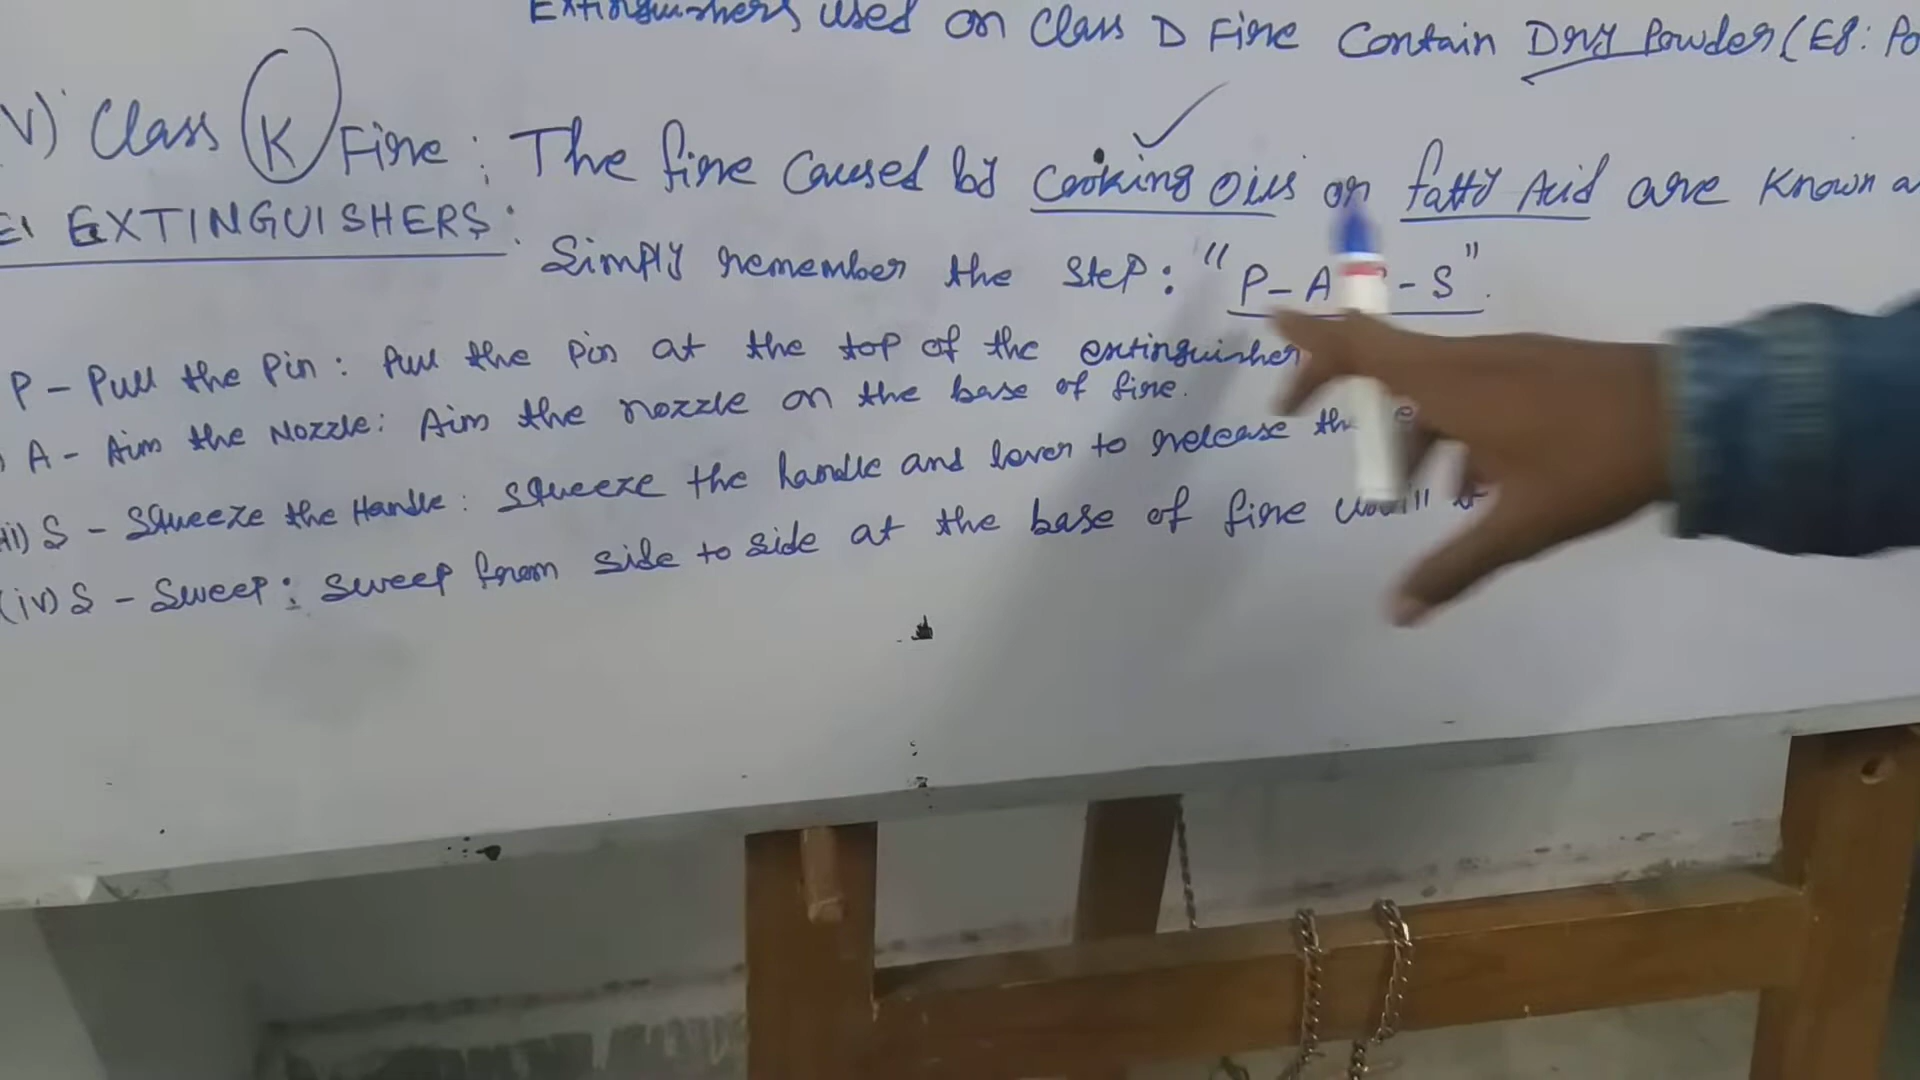 Extinguishers used on Class D Fire Contain Dry Powder (Eg: Po
V) Class K Fire: The fire caused by Cooking Oils or fatty Acid are Known a
EXTINGUISHERS:
Simply remember the Step: "P-A - S".
P - Pull the Pin: Pull the Pin at the top of the extinguisher
A - Aim the Nozzle: Aim the nozzle on the base of fire.
iii) S - Squeeze the Handle: Squeeze the handle and lever to release the e
(iv) S - Sweep: Sweep from side to side at the base of fire